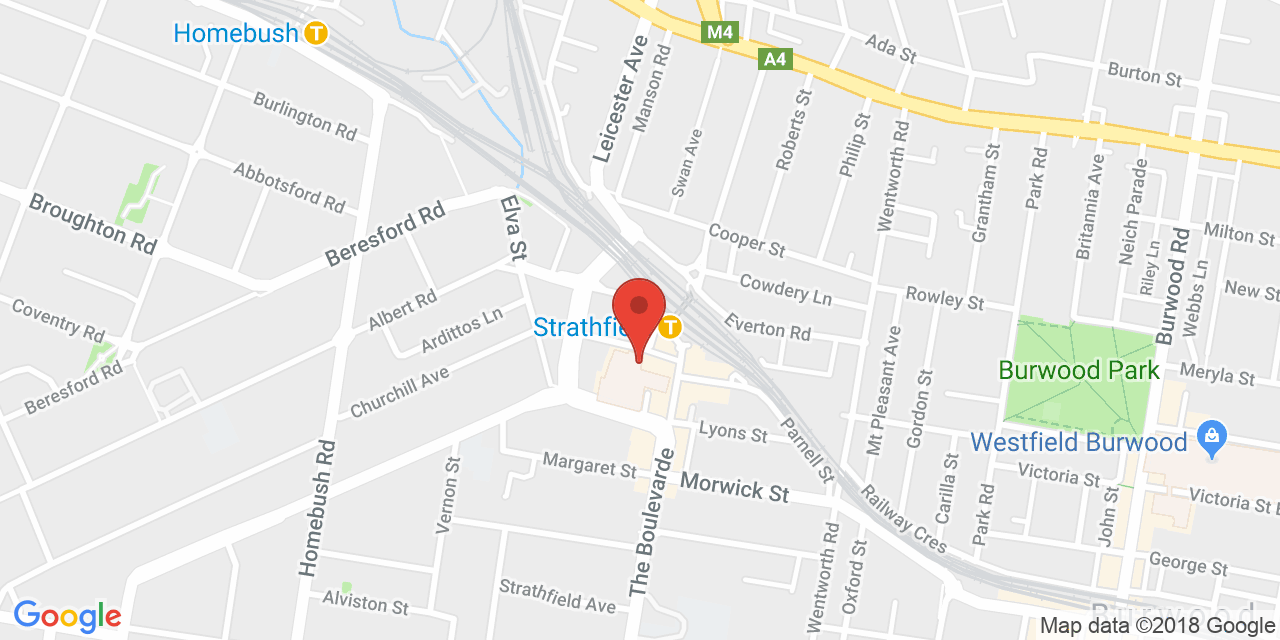 Homebush T
M4
A4
Ada St
Burton St
Leicester Ave
Manson Rd
Burlington Rd
Swan Ave
Roberts St
Philip St
Wentworth Rd
Grantham St
Park Rd
Britannia Ave
Neich Parade
Abbotsford Rd
Broughton Rd
Beresford Rd
Elva St
Cooper St
Milton St
Riley Ln
Burwood Rd
Webbs Ln
New St
Cowdery Ln
Rowley St
Coventry Rd
Albert Rd
Ardittos Ln
Strathfie T
Everton Rd
Beresford Rd
Churchill Ave
Mt Pleasant Ave
Gordon St
Burwood Park
Meryla St
Lyons St
Parnell St
Westfield Burwood
Homebush Rd
Vernon St
Margaret St
The Boulevarde
Morwick St
Railway Cres
Carilla St
Park Rd
Victoria St
John St
Victoria St E
Wentworth Rd
Oxford St
George St
Alviston St
Strathfield Ave
Burwood
Google
Map data ©2018 Google